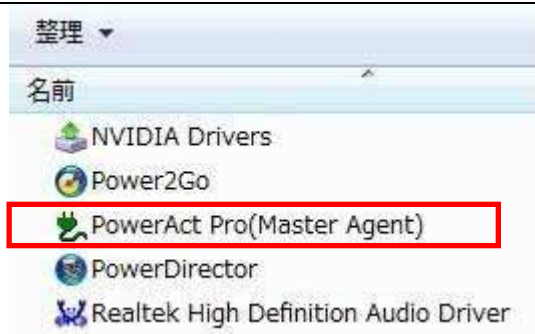 整理
名前
NVIDIA Drivers
Power2Go
PowerAct Pro(Master Agent)
PowerDirector
Realtek High Definition Audio Driver